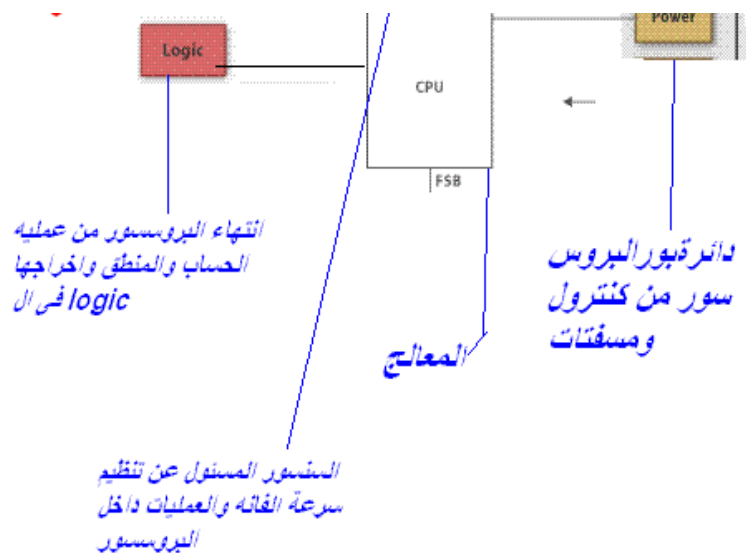 Power
Logic
CPU
FSB
انتهاء البروسسور من عمليه
الحساب والمنطق واخراجها
فى ال logic
دائرةبورالبروس
سور من كنترول
ومسفتات
المعالج
السنسور المسئول عن تنظيم
سرعة الفانه والعمليات داخل
البروسسور